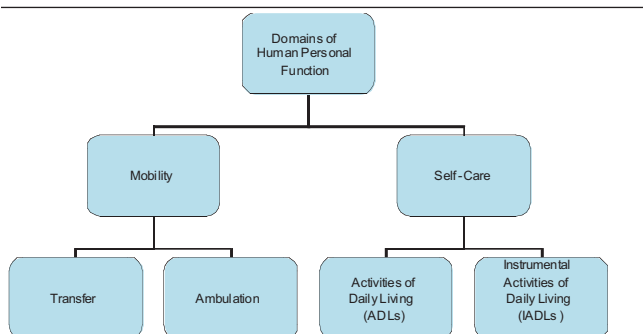 Domains of
Human Personal
Function
Mobility
Self-Care
Transfer
Ambulation
Activities of
Daily Living
(ADLs)
Instrumental
Activities of
Daily Living
(IADLs )